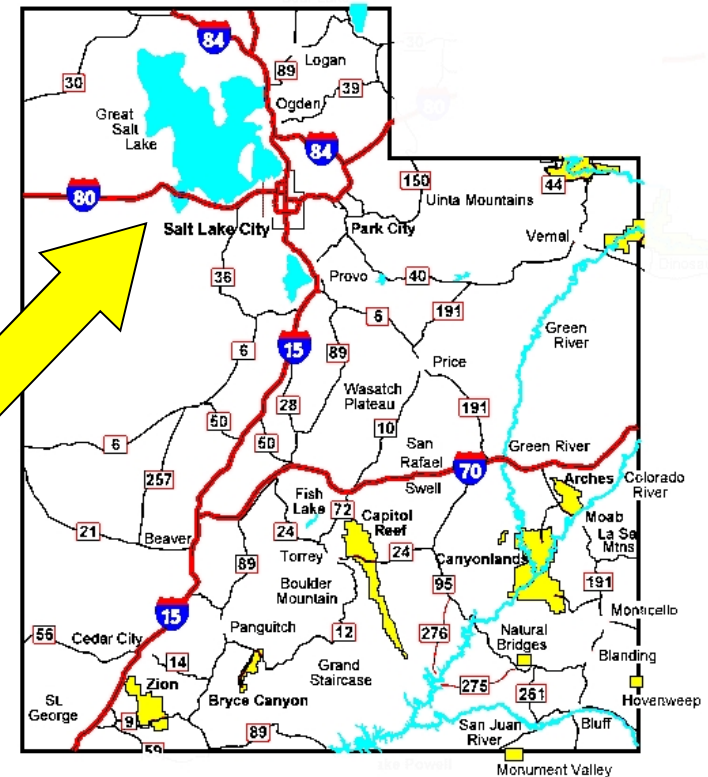 84
89
Logan
30
39
Ogden
Great
Salt
Lake
84
150
44
80
Uinta Mountains
Salt Lake City
Park City
Vernal
36
Provo
40
191
6
Green
River
15
6
89
Price
Wasatch
Plateau
28
191
50
10
50
6
San
Rafael
Swell
70
Green River
257
Arches
Colorado
River
Fish
Lake
72
Capitol
Reef
Moab
La Sa
Mtns
21
Beaver
24
Torrey
24
Canyonlands
89
Boulder
Mountain
95
191
15
Monticello
56
Cedar City
Panguitch
12
276
Natural
Bridges
14
Grand
Staircase
Blanding
Zion
Bryce Canyon
275
261
Hovenweep
St.
George
9
89
San Juan
River
Bluff
59
Monument Valley